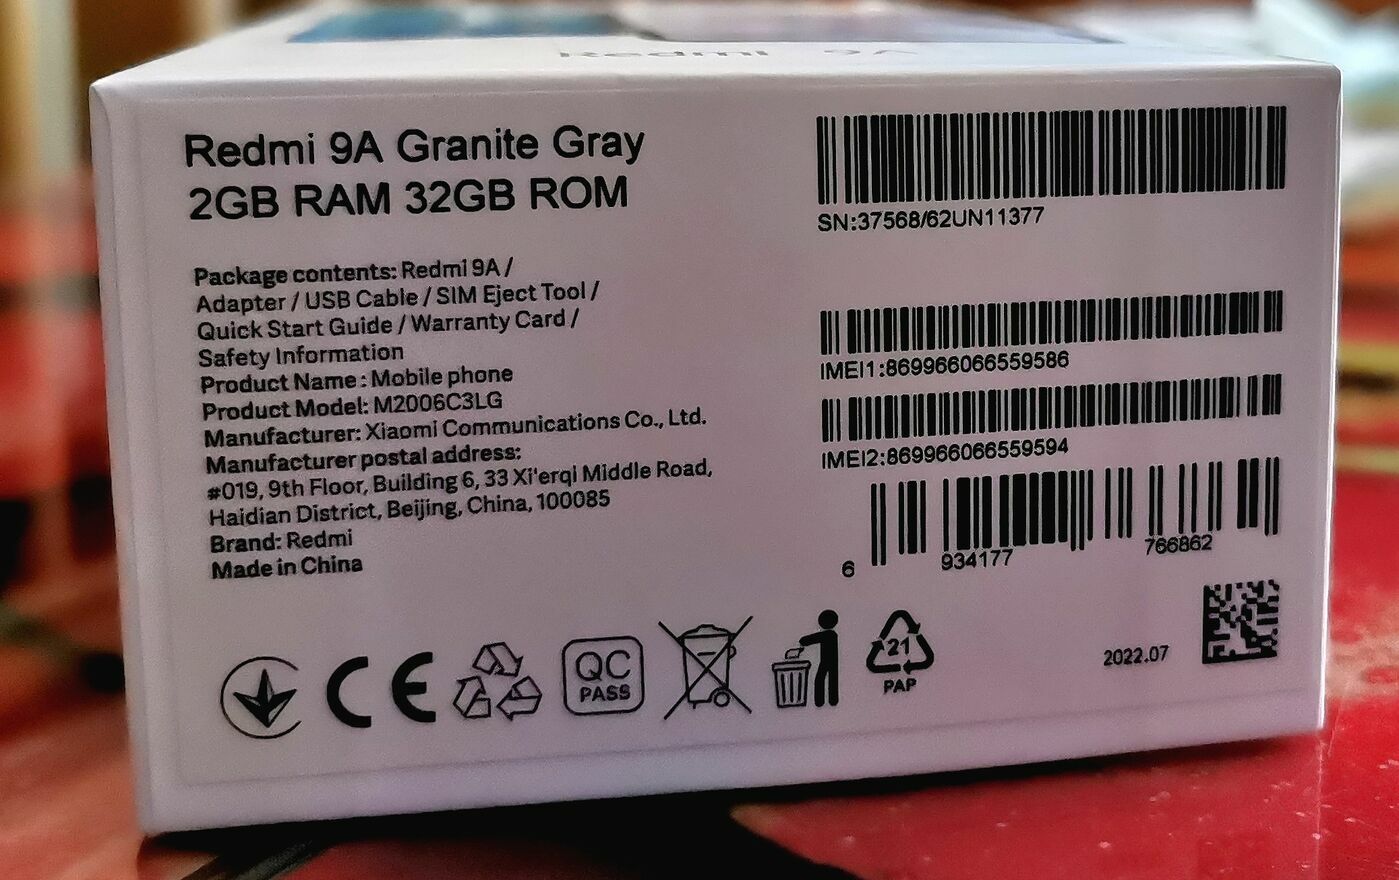 Redmi 9A
Redmi 9A Granite Gray
2GB RAM 32GB ROM
Package contents: Redmi 9A /
Adapter / USB Cable / SIM Eject Tool /
Quick Start Guide / Warranty Card /
Safety Information
Product Name : Mobile phone
Product Model: M2006C3LG
Manufacturer: Xiaomi Communications Co., Ltd.
Manufacturer postal address:
#019, 9th Floor, Building 6, 33 Xi'erqi Middle Road,
Haidian District, Beijing, China, 100085
Brand: Redmi
Made in China
SN:37568/62UN11377
IMEI1:869966066559586
IMEI2:869966066559594
6 934177 766862
2022.07
CE
QC
PASS
21
PAP